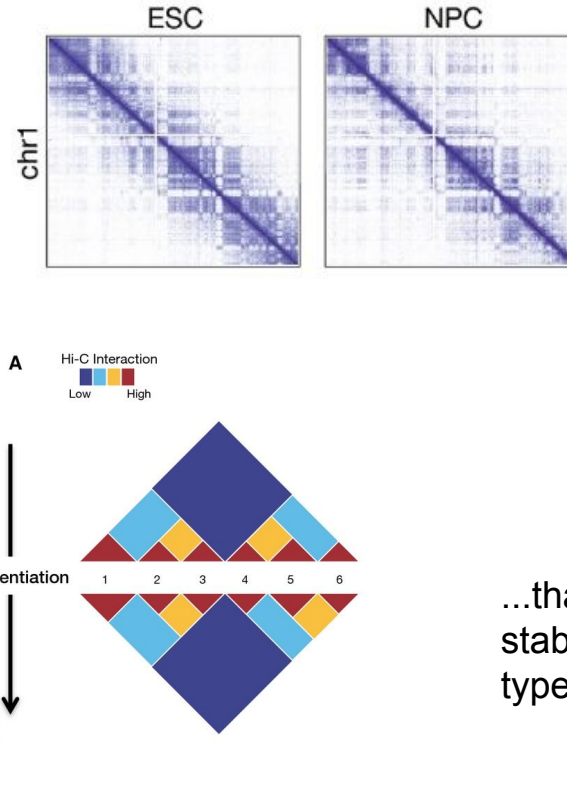 ESC NPC
chr1
A
Hi-C Interaction
Low High
entiation 1 2 3 4 5 6
...tha
stab
type